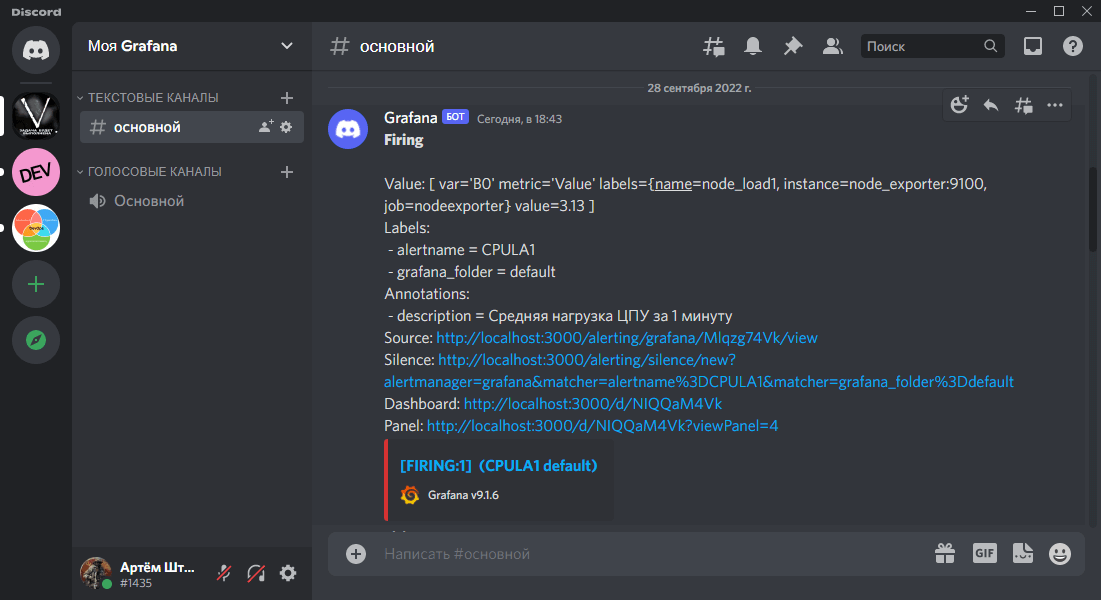 Discord
Моя Grafana
ТЕКСТОВЫЕ КАНАЛЫ
основной
ГОЛОСОВЫЕ КАНАЛЫ
Основной
ЗАДАЧА БУДЕТ
ВЫПОЛНЕНА
DEV
DevOps
Артём Шт...
#1435
основной
Поиск
28 сентября 2022 г.
Grafana БОТ Сегодня, в 18:43
Firing
Value: [ var='B0' metric='Value' labels={name=node_load1, instance=node_exporter:9100,
job=nodeexporter} value=3.13 ]
Labels:
- alertname = CPULA1
- grafana_folder = default
Annotations:
- description = Средняя нагрузка ЦПУ за 1 минуту
Source: http://localhost:3000/alerting/grafana/Mlqzg74Vk/view
Silence: http://localhost:3000/alerting/silence/new?
alertmanager=grafana&matcher=alertname%3DCPULA1&matcher=grafana_folder%3Ddefault
Dashboard: http://localhost:3000/d/NIQQaM4Vk
Panel: http://localhost:3000/d/NIQQaM4Vk?viewPanel=4
[FIRING:1] (CPULA1 default)
Grafana v9.1.6
Написать #основной
GIF